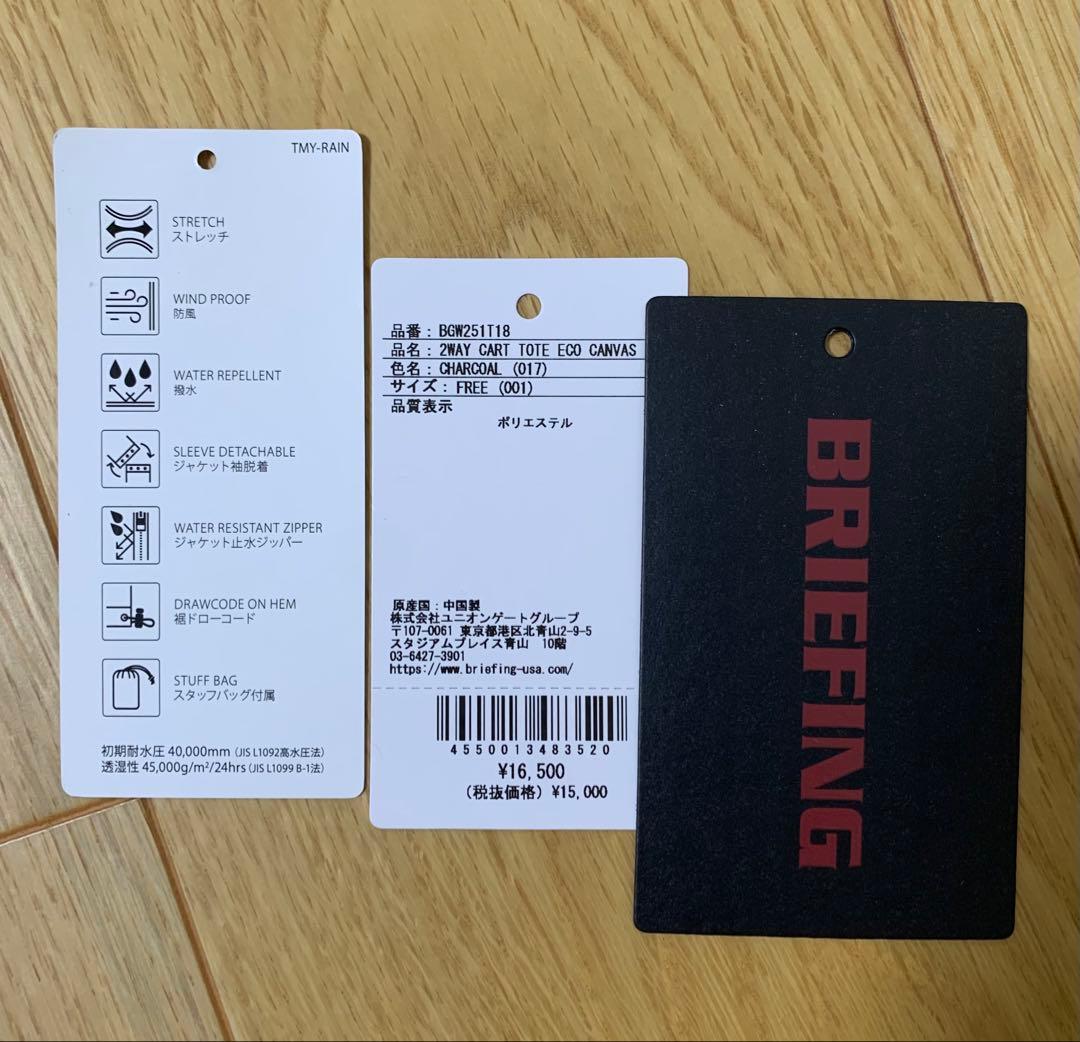 TMY-RAIN
STRETCH
ストレッチ
WIND PROOF
防風
WATER REPELLENT
撥水
SLEEVE DETACHABLE
ジャケット袖脱着
WATER RESISTANT ZIPPER
ジャケット止水ジッパー
DRAWCODE ON HEM
裾ドローコード
STUFF BAG
スタッフバッグ付属
初期耐水圧 40,000mm (JIS L1092高水圧法)
透湿性 45,000g/m²/24hrs (JIS L1099 B-1法)
品番: BGW251T18
品名: 2WAY CART TOTE ECO CANVAS
色名: CHARCOAL (017)
サイズ: FREE (001)
品質表示
ポリエステル
原産国:中国製
株式会社ユニオンゲートグループ
〒107-0061 東京都港区北青山2-9-5
スタジアムプレイス青山 10階
03-6427-3901
https://www.briefing-usa.com/
4550013483520
¥16,500
(税抜価格) ¥15,000
BRIEFING